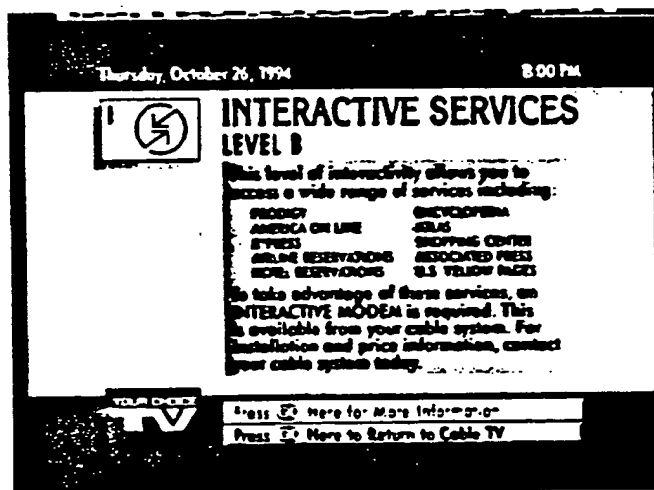 Thursday, October 26, 1994 8:00 PM
INTERACTIVE SERVICES
LEVEL B
This level of interactivity allows you to
access a wide range of services including:
PRODIGY ENCYCLOPEDIA
AMERICA ON LINE ATLAS
X*PRESS SHOPPING CENTER
AIRLINE RESERVATIONS ASSOCIATED PRESS
HOTEL RESERVATIONS U.S YELLOW PAGES
To take advantage of these services, an
INTERACTIVE MODEM is required. This
is available from your cable system. For
installation and price information, contact
your cable system today.
YOUR CHOICE
TV
Press Here for More Information
Press Here to Return to Cable TV